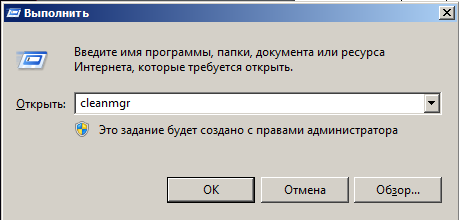 Выполнить
Введите имя программы, папки, документа или ресурса
Интернета, которые требуется открыть.
Открыть: cleanmgr
Это задание будет создано с правами администратора
OK Отмена Обзор...